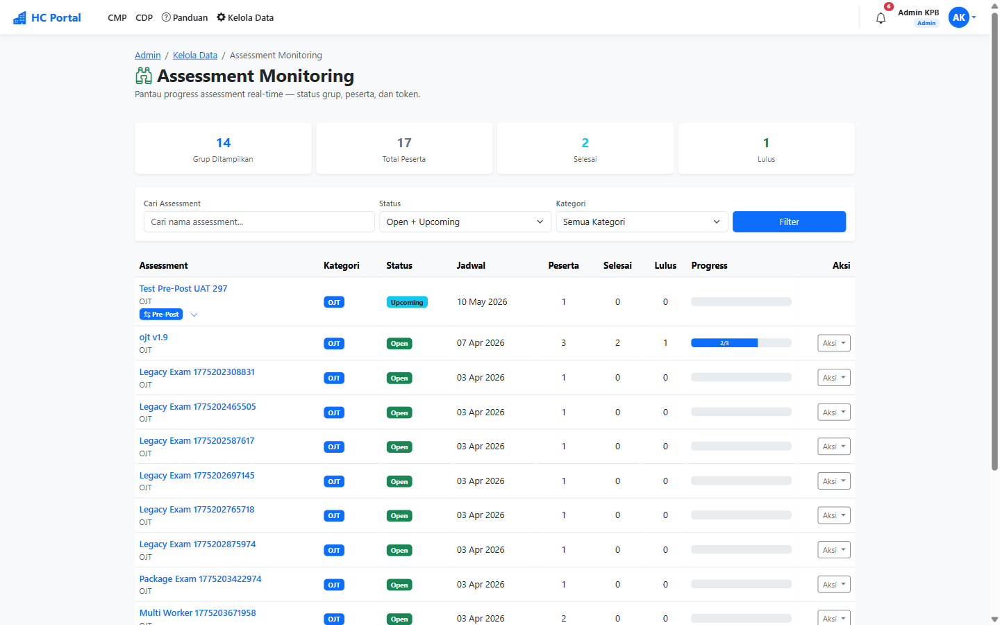 HC Portal CMP CDP Panduan Kelola Data 6 Admin KPB Admin AK
Admin / Kelola Data / Assessment Monitoring
Assessment Monitoring
Pantau progress assessment real-time — status grup, peserta, dan token.
14 17 2 1
Grup Ditampilkan Total Peserta Selesai Lulus
Cari Assessment Status Kategori
Cari nama assessment... Open + Upcoming Semua Kategori Filter
Assessment Kategori Status Jadwal Peserta Selesai Lulus Progress Aksi
Test Pre-Post UAT 297
OJT
Pre-Post
OJT Upcoming 10 May 2026 1 0 0
ojt v1.9
OJT
OJT Open 07 Apr 2026 3 2 1 2/3 Aksi
Legacy Exam 1775202308831
OJT
OJT Open 03 Apr 2026 1 0 0 Aksi
Legacy Exam 1775202465505
OJT
OJT Open 03 Apr 2026 1 0 0 Aksi
Legacy Exam 1775202587617
OJT
OJT Open 03 Apr 2026 1 0 0 Aksi
Legacy Exam 1775202697145
OJT
OJT Open 03 Apr 2026 1 0 0 Aksi
Legacy Exam 1775202765718
OJT
OJT Open 03 Apr 2026 1 0 0 Aksi
Legacy Exam 1775202875974
OJT
OJT Open 03 Apr 2026 1 0 0 Aksi
Package Exam 1775203422974
OJT
OJT Open 03 Apr 2026 1 0 0 Aksi
Multi Worker 1775203671958
OJT Open 03 Apr 2026 2 0 0 Aksi